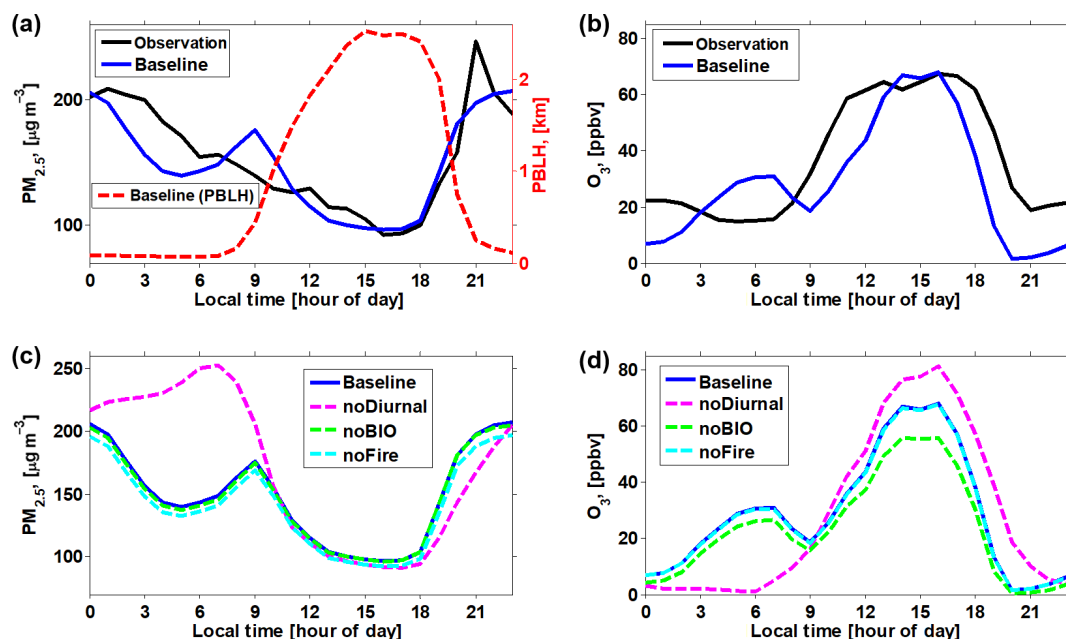 (a)
Observation
Baseline
Baseline (PBLH)
PM2.5, [μg m−3]
200
100
PBLH, [km]
2
1
0
0 3 6 9 12 15 18 21
Local time [hour of day]
(b)
Observation
Baseline
O3, [ppbv]
80
60
40
20
0
0 3 6 9 12 15 18 21
Local time [hour of day]
(c)
Baseline
noDiurnal
noBIO
noFire
PM2.5, [μg m−3]
250
200
150
100
0 3 6 9 12 15 18 21
Local time [hour of day]
(d)
Baseline
noDiurnal
noBIO
noFire
O3, [ppbv]
80
60
40
20
0
0 3 6 9 12 15 18 21
Local time [hour of day]